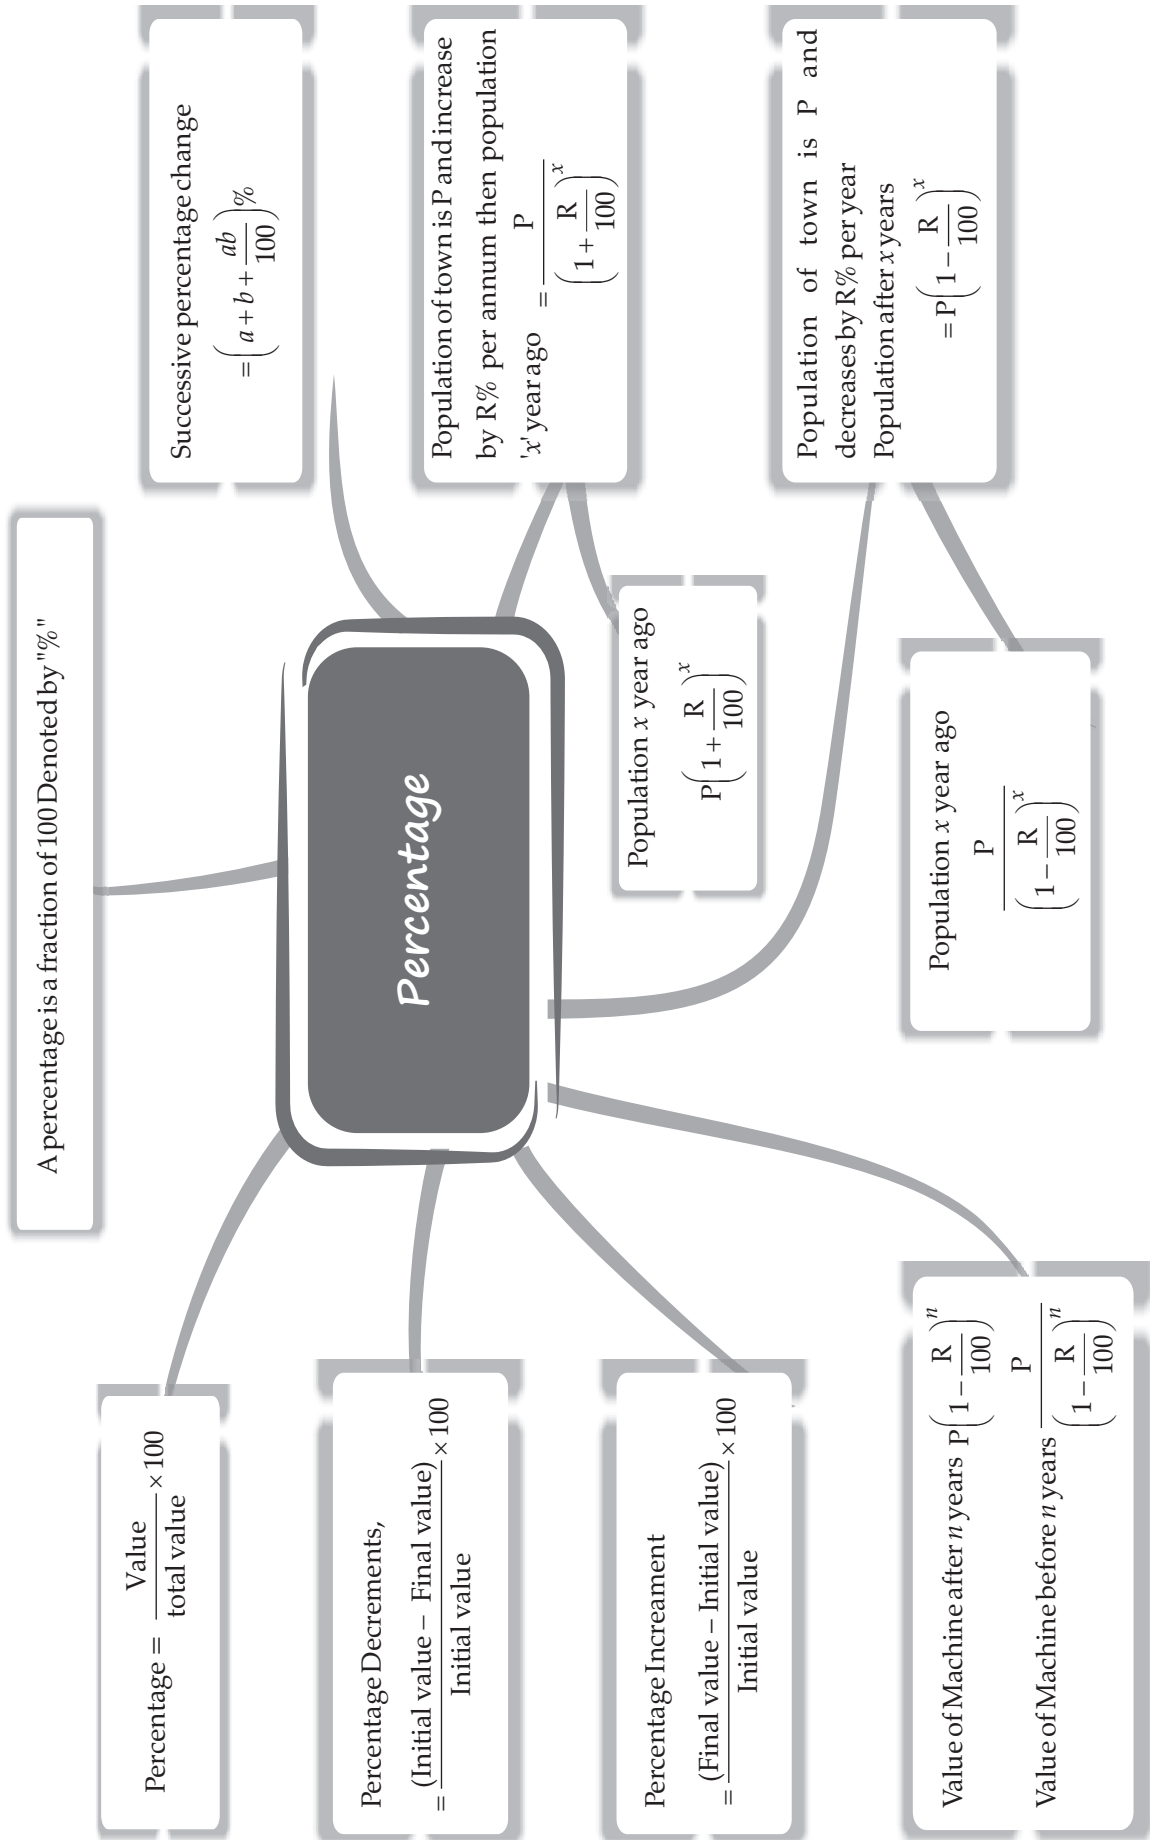 A percentage is a fraction of 100 Denoted by "%"
Percentage = Value / total value × 100
Percentage Decrements,
= (Initial value – Final value) / Initial value × 100
Percentage Increament
= (Final value – Initial value) / Initial value × 100
Value of Machine after n years P(1 – R/100)^n
Value of Machine before n years P / (1 – R/100)^n
Percentage
Successive percentage change
= (a + b + ab/100)%
Population of town is P and increase
by R% per annum then population
'x' year ago = P / (1 + R/100)^x
Population x year ago
P(1 + R/100)^x
Population of town is P and
decreases by R% per year
Population after x years
= P(1 – R/100)^x
Population x year ago
P / (1 – R/100)^x